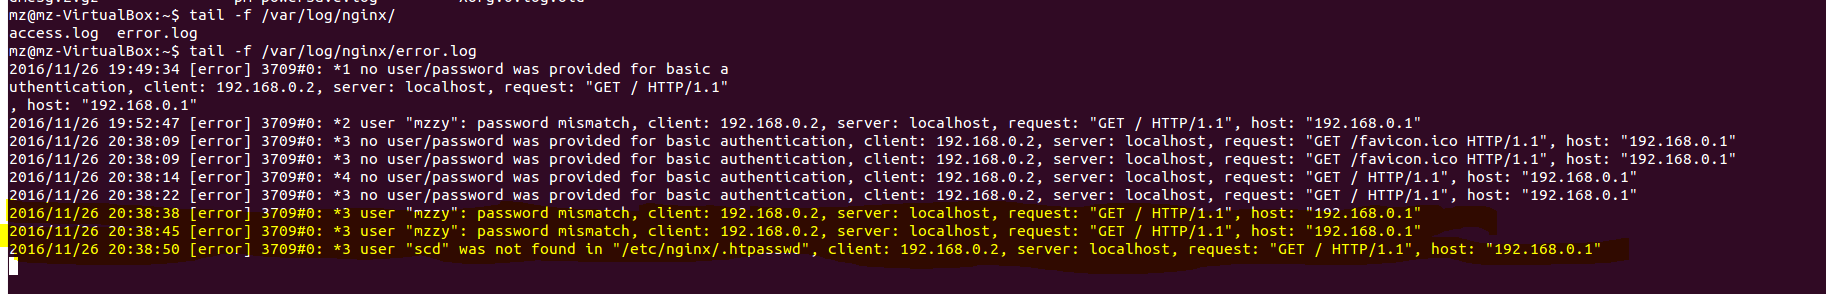 mz@mz-VirtualBox:~$ tail -f /var/log/nginx/
access.log  error.log
mz@mz-VirtualBox:~$ tail -f /var/log/nginx/error.log
2016/11/26 19:49:34 [error] 3709#0: *1 no user/password was provided for basic a
uthentication, client: 192.168.0.2, server: localhost, request: "GET / HTTP/1.1"
, host: "192.168.0.1"
2016/11/26 19:52:47 [error] 3709#0: *2 user "mzzy": password mismatch, client: 192.168.0.2, server: localhost, request: "GET / HTTP/1.1", host: "192.168.0.1"
2016/11/26 20:38:09 [error] 3709#0: *3 no user/password was provided for basic authentication, client: 192.168.0.2, server: localhost, request: "GET /favicon.ico HTTP/1.1", host: "192.168.0.1"
2016/11/26 20:38:09 [error] 3709#0: *3 no user/password was provided for basic authentication, client: 192.168.0.2, server: localhost, request: "GET /favicon.ico HTTP/1.1", host: "192.168.0.1"
2016/11/26 20:38:14 [error] 3709#0: *4 no user/password was provided for basic authentication, client: 192.168.0.2, server: localhost, request: "GET / HTTP/1.1", host: "192.168.0.1"
2016/11/26 20:38:22 [error] 3709#0: *3 no user/password was provided for basic authentication, client: 192.168.0.2, server: localhost, request: "GET / HTTP/1.1", host: "192.168.0.1"
2016/11/26 20:38:38 [error] 3709#0: *3 user "mzzy": password mismatch, client: 192.168.0.2, server: localhost, request: "GET / HTTP/1.1", host: "192.168.0.1"
2016/11/26 20:38:45 [error] 3709#0: *3 user "mzzy": password mismatch, client: 192.168.0.2, server: localhost, request: "GET / HTTP/1.1", host: "192.168.0.1"
2016/11/26 20:38:50 [error] 3709#0: *3 user "scd" was not found in "/etc/nginx/.htpasswd", client: 192.168.0.2, server: localhost, request: "GET / HTTP/1.1", host: "192.168.0.1"